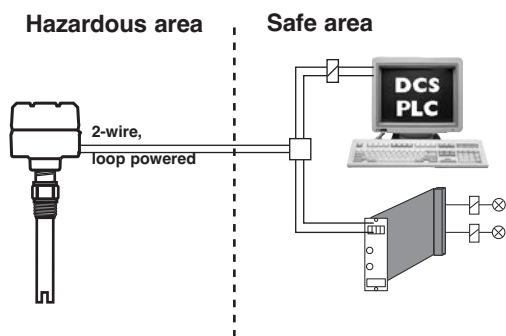 Hazardous area
Safe area
2-wire,
loop powered
DCS
PLC